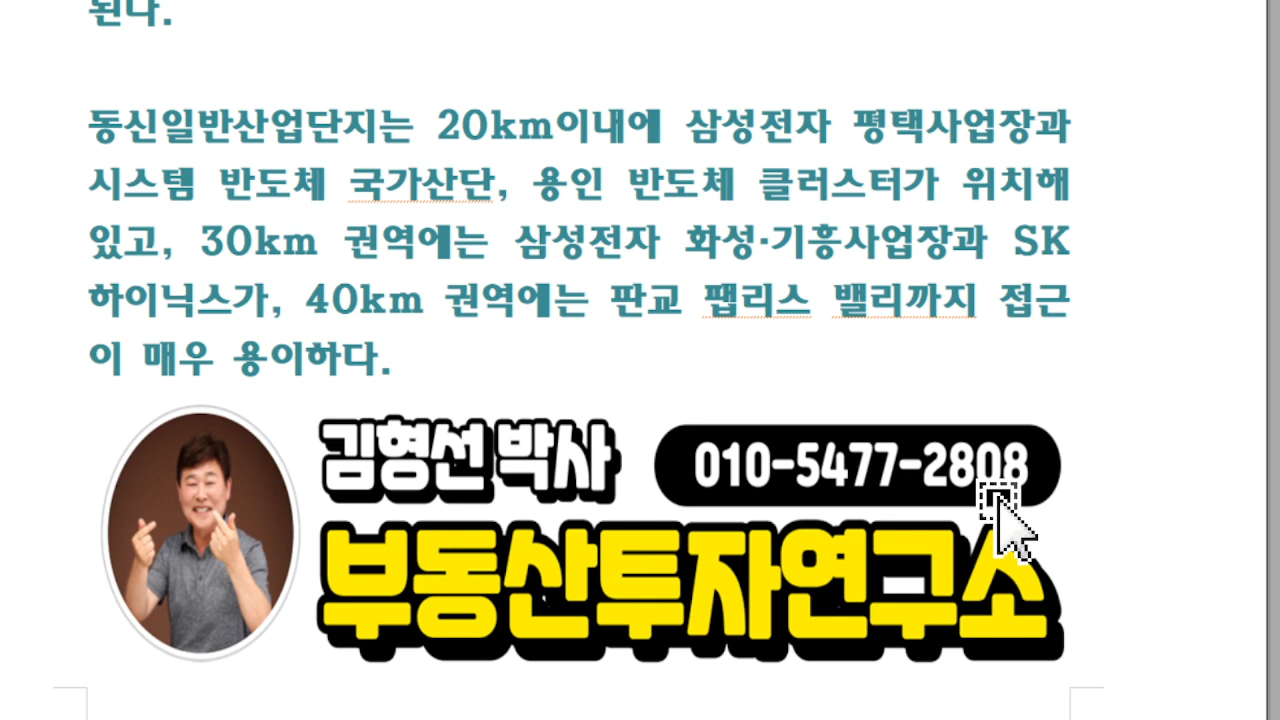 된다.
동신일반산업단지는 20km이내에 삼성전자 평택사업장과
시스템 반도체 국가산단, 용인 반도체 클러스터가 위치해
있고, 30km 권역에는 삼성전자 화성·기흥사업장과 SK
하이닉스가, 40km 권역에는 판교 팹리스 밸리까지 접근
이 매우 용이하다.
김형선 박사 010-5477-2808
부동산투자연구소